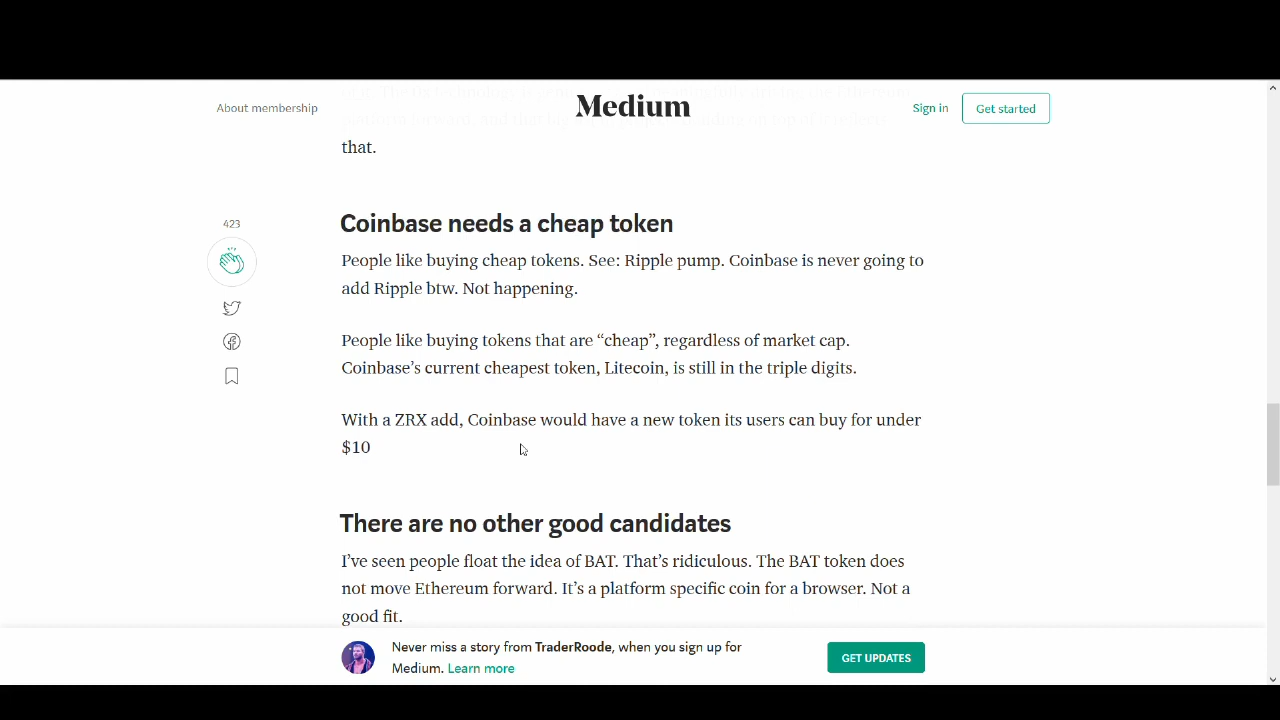 About membership
Medium
Sign in
Get started
that.
423
Coinbase needs a cheap token
People like buying cheap tokens. See: Ripple pump. Coinbase is never going to
add Ripple btw. Not happening.
People like buying tokens that are “cheap”, regardless of market cap.
Coinbase’s current cheapest token, Litecoin, is still in the triple digits.
With a ZRX add, Coinbase would have a new token its users can buy for under
$10
There are no other good candidates
I’ve seen people float the idea of BAT. That’s ridiculous. The BAT token does
not move Ethereum forward. It’s a platform specific coin for a browser. Not a
good fit.
Never miss a story from TraderRoode, when you sign up for
Medium. Learn more
GET UPDATES